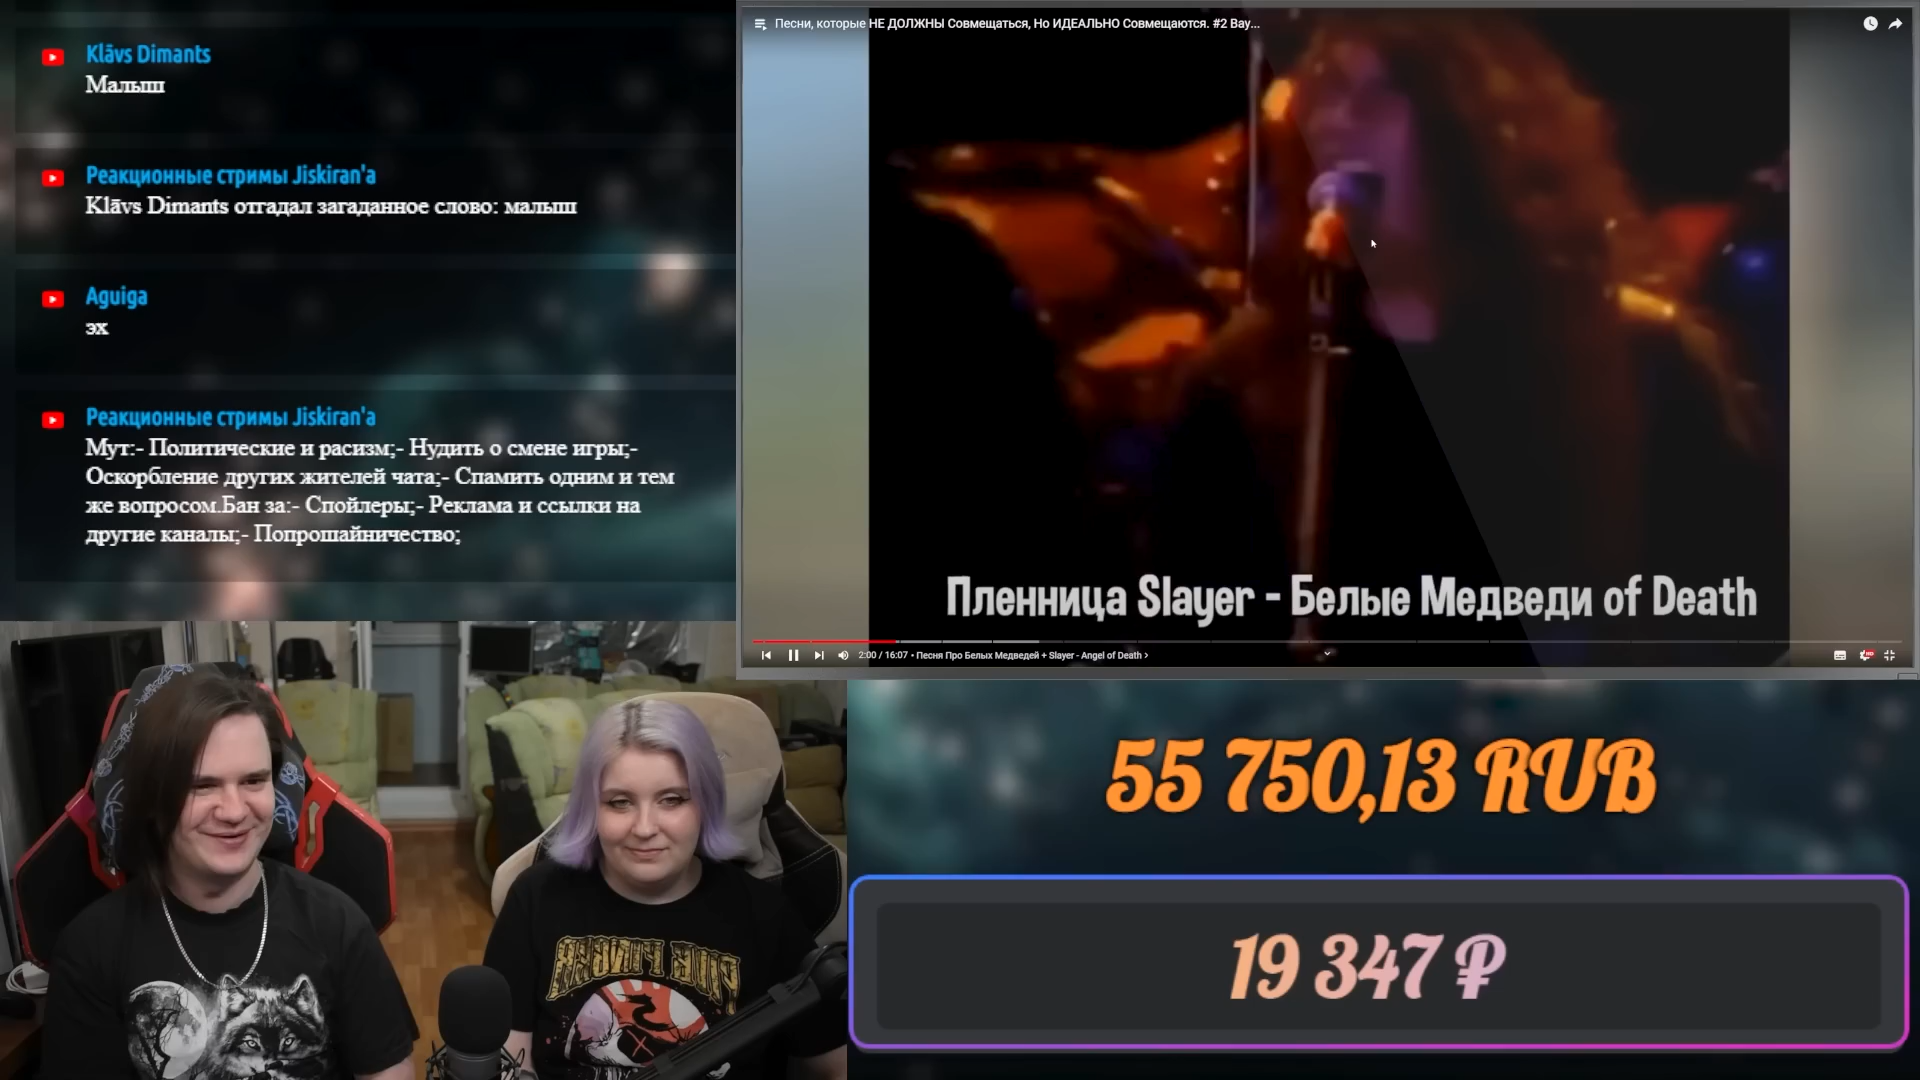 Klāvs Dimants
Малыш
Реакционные стримы Jiskiran'a
Klāvs Dimants отгадал загаданное слово: малыш
Aguiga
эх
Реакционные стримы Jiskiran'a
Мут:- Политические и расизм;- Нудить о смене игры;-
Оскорбление других жителей чата;- Спамить одним и тем
же вопросом.Бан за:- Спойлеры;- Реклама и ссылки на
другие каналы;- Попрошайничество;
Песни, которые НЕ ДОЛЖНЫ Совмещаться, Но ИДЕАЛЬНО Совмещаются. #2 Bay...
Пленница Slayer - Белые Медведи of Death
2:00 / 16:07 • Песня Про Белых Медведей + Slayer - Angel of Death
55 750,13 RUB
19 347 ₽